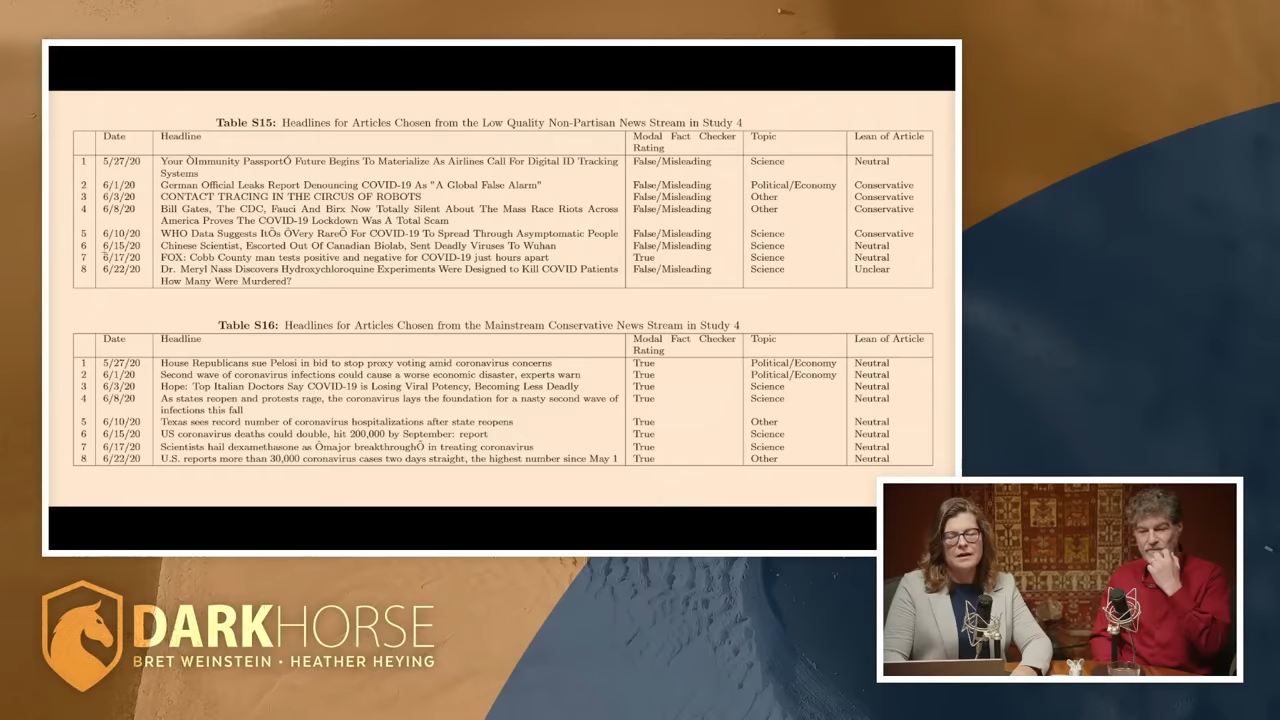 Table S15: Headlines for Articles Chosen from the Low Quality Non-Partisan News Stream in Study 4
Date Headline Modal Fact Checker Rating Topic Lean of Article
1 5/27/20 Your ÒImmunity PassportÓ Future Begins To Materialize As Airlines Call For Digital ID Tracking Systems False/Misleading Science Neutral
2 6/1/20 German Official Leaks Report Denouncing COVID-19 As "A Global False Alarm" False/Misleading Political/Economy Conservative
3 6/3/20 CONTACT TRACING IN THE CIRCUS OF ROBOTS False/Misleading Other Conservative
4 6/8/20 Bill Gates, The CDC, Fauci And Birx Now Totally Silent About The Mass Race Riots Across America Proves The COVID-19 Lockdown Was A Total Scam False/Misleading Other Conservative
5 6/10/20 WHO Data Suggests ItÕs ÒVery RareÓ For COVID-19 To Spread Through Asymptomatic People False/Misleading Science Conservative
6 6/15/20 Chinese Scientist, Escorted Out Of Canadian Biolab, Sent Deadly Viruses To Wuhan False/Misleading Science Neutral
7 6/17/20 FOX: Cobb County man tests positive and negative for COVID-19 just hours apart True Science Neutral
8 6/22/20 Dr. Meryl Nass Discovers Hydroxychloroquine Experiments Were Designed to Kill COVID Patients How Many Were Murdered? False/Misleading Science Unclear
Table S16: Headlines for Articles Chosen from the Mainstream Conservative News Stream in Study 4
Date Headline Modal Fact Checker Rating Topic Lean of Article
1 5/27/20 House Republicans sue Pelosi in bid to stop proxy voting amid coronavirus concerns True Political/Economy Neutral
2 6/1/20 Second wave of coronavirus infections could cause a worse economic disaster, experts warn True Political/Economy Neutral
3 6/3/20 Hope: Top Italian Doctors Say COVID-19 is Losing Viral Potency, Becoming Less Deadly True Science Neutral
4 6/8/20 As states reopen and protests rage, the coronavirus lays the foundation for a nasty second wave of infections this fall True Science Neutral
5 6/10/20 Texas sees record number of coronavirus hospitalizations after state reopens True Other Neutral
6 6/15/20 US coronavirus deaths could double, hit 200,000 by September: report True Science Neutral
7 6/17/20 Scientists hail dexamethasone as Òmajor breakthroughÓ in treating coronavirus True Science Neutral
8 6/22/20 U.S. reports more than 30,000 coronavirus cases two days straight, the highest number since May 1 True Other Neutral
DARKHORSE
BRET WEINSTEIN • HEATHER HEYING